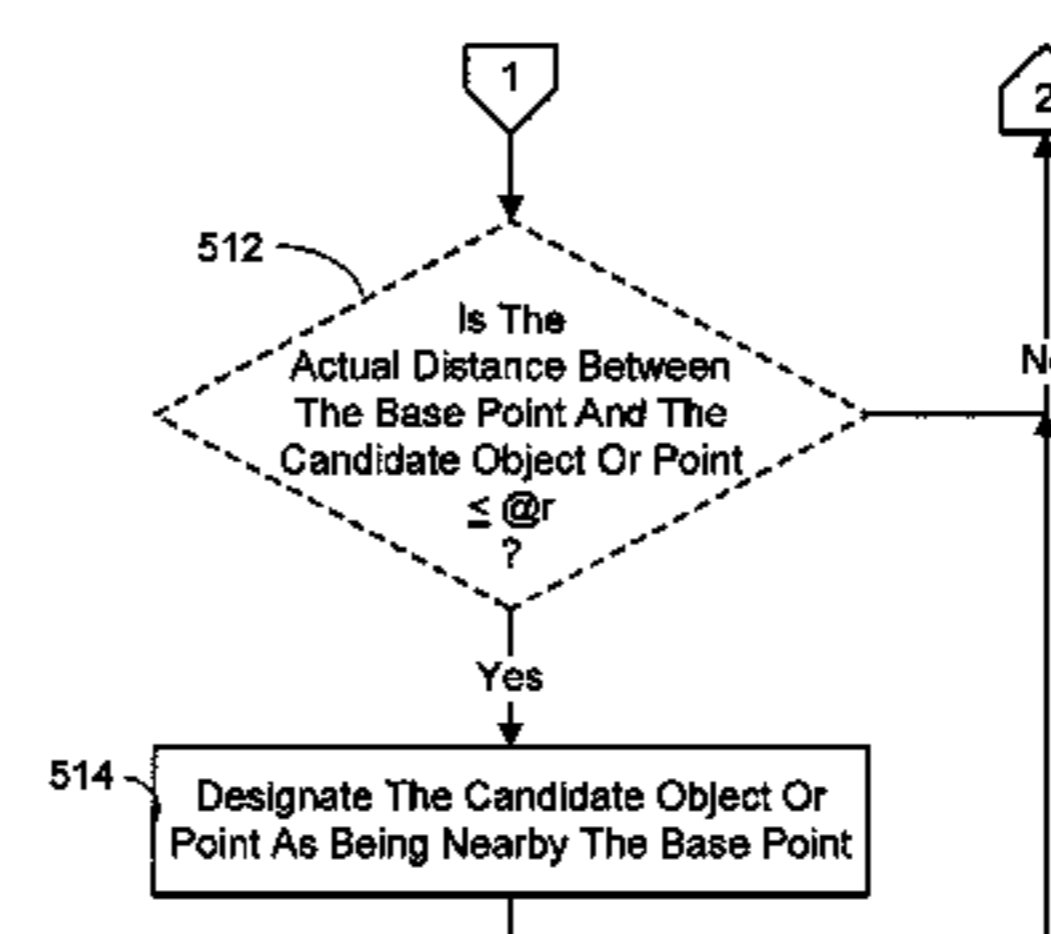 1
2
512
Is The
Actual Distance Between
The Base Point And The
Candidate Object Or Point
≤ @r
?
Yes
514
Designate The Candidate Object Or
Point As Being Nearby The Base Point